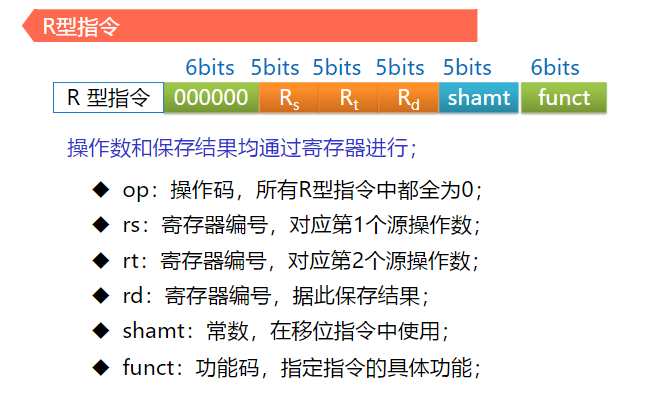 R型指令
6bits 5bits 5bits 5bits 5bits 6bits
R 型指令 000000 Rs Rt Rd shamt funct
操作数和保存结果均通过寄存器进行；
◆ op：操作码，所有R型指令中都全为0；
◆ rs：寄存器编号，对应第1个源操作数；
◆ rt：寄存器编号，对应第2个源操作数；
◆ rd：寄存器编号，据此保存结果；
◆ shamt：常数，在移位指令中使用；
◆ funct：功能码，指定指令的具体功能；